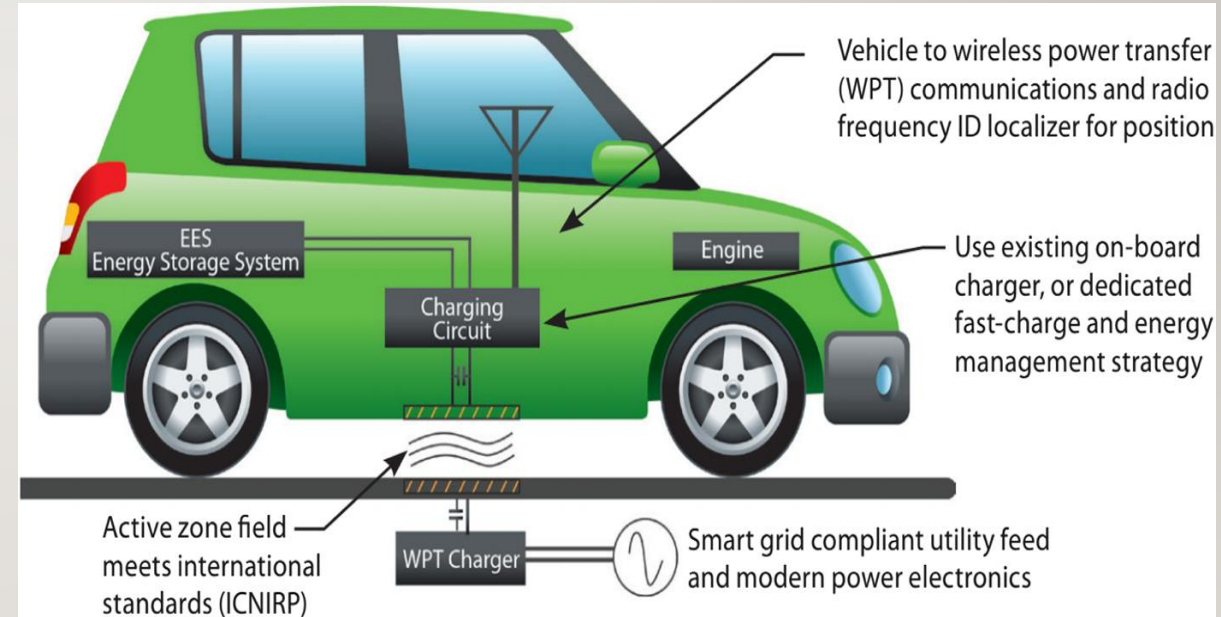 Vehicle to wireless power transfer
(WPT) communications and radio
frequency ID localizer for position
EES
Energy Storage System
Engine
Charging
Circuit
Use existing on-board
charger, or dedicated
fast-charge and energy
management strategy
Active zone field
meets international
standards (ICNIRP)
WPT Charger
Smart grid compliant utility feed
and modern power electronics